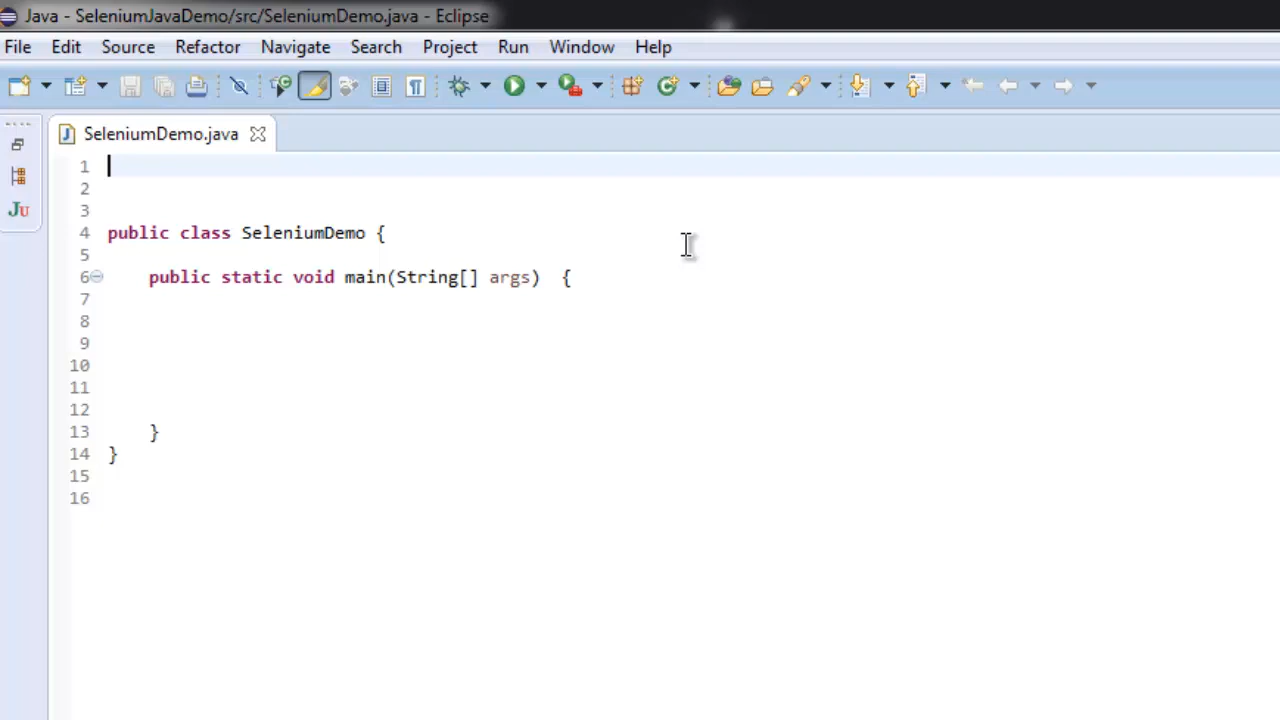 Java - SeleniumJavaDemo/src/SeleniumDemo.java - Eclipse
File Edit Source Refactor Navigate Search Project Run Window Help
SeleniumDemo.java
JU
1
2
3
4 public class SeleniumDemo {
5
6 public static void main(String[] args)  {
7
8
9
10
11
12
13 }
14 }
15
16